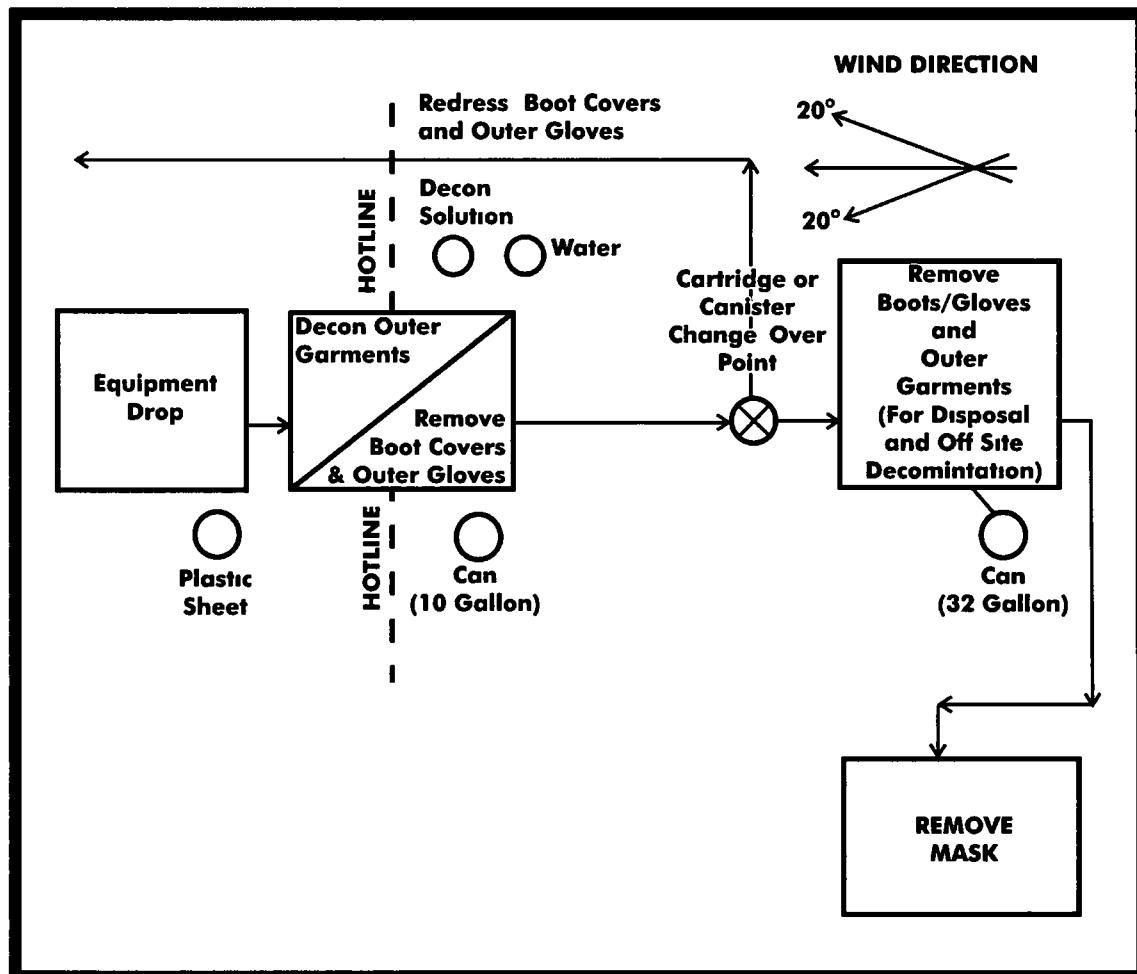 WIND DIRECTION
20°
20°
Redress Boot Covers
and Outer Gloves
HOTLINE
Decon
Solution
Water
Cartridge or
Canister
Change Over
Point
Remove
Boots/Gloves
and
Outer
Garments
(For Disposal
and Off Site
Decomintation)
Equipment
Drop
Decon Outer
Garments
Remove
Boot Covers
& Outer Gloves
Plastic
Sheet
HOTLINE
Can
(10 Gallon)
Can
(32 Gallon)
REMOVE
MASK